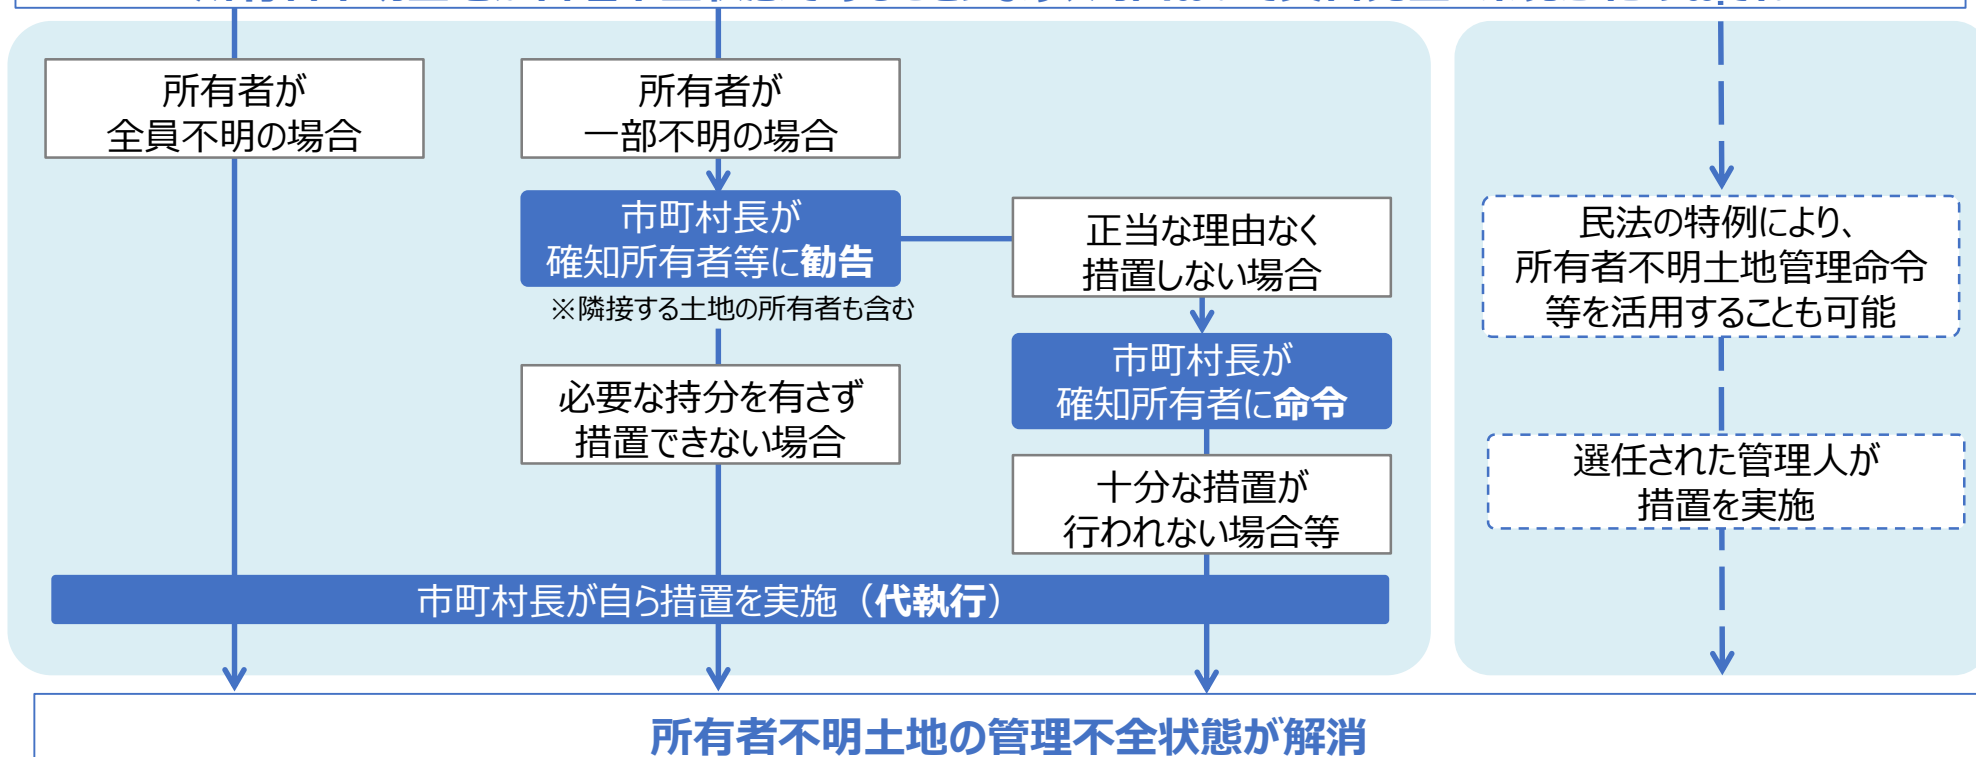 所有者が
全員不明の場合
所有者が
一部不明の場合
市町村長が
確知所有者等に勧告
※隣接する土地の所有者も含む
正当な理由なく
措置しない場合
必要な持分を有さず
措置できない場合
市町村長が
確知所有者に命令
十分な措置が
行われない場合等
市町村長が自ら措置を実施（代執行）
民法の特例により、
所有者不明土地管理命令
等を活用することも可能
選任された管理人が
措置を実施
所有者不明土地の管理不全状態が解消